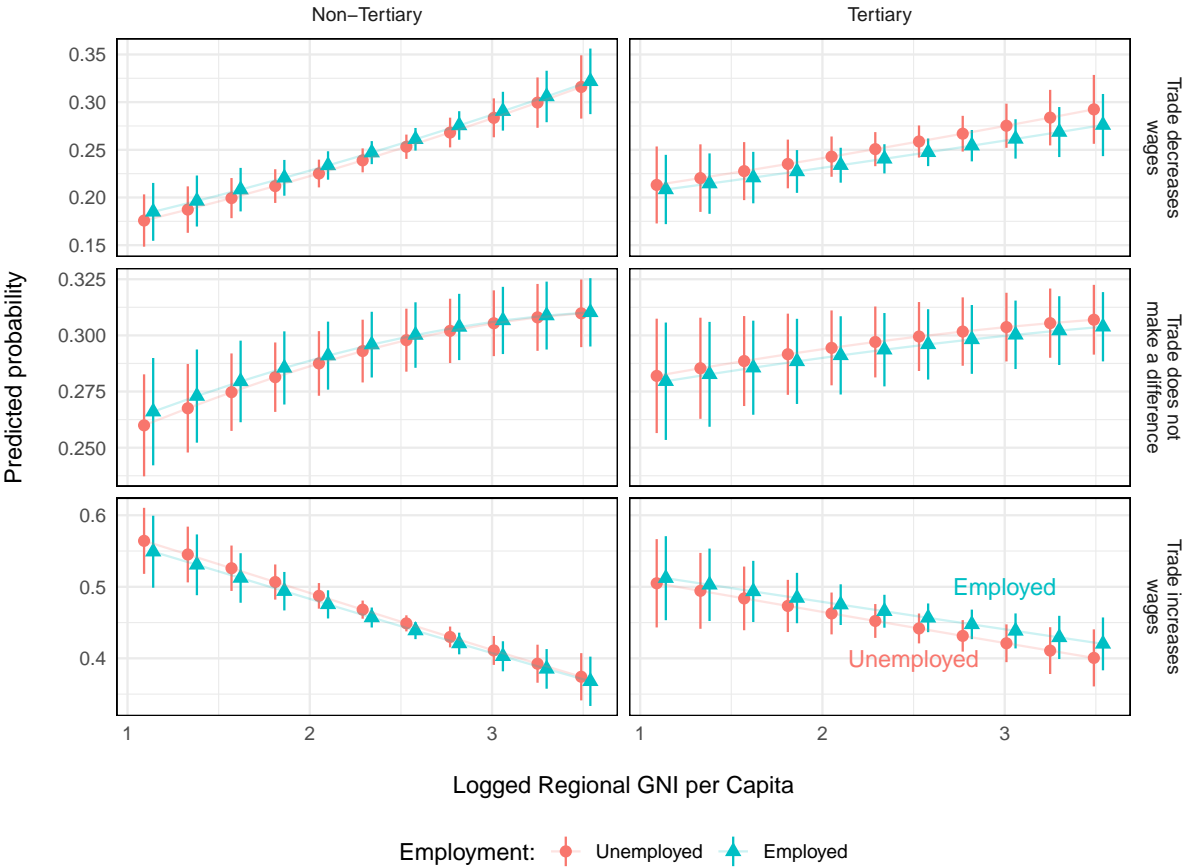 Non−Tertiary
Tertiary
0.35
0.30
0.25
0.20
0.15
Trade decreases
wages
0.325
0.300
0.275
0.250
Trade does not
make a difference
Predicted probability
0.6
0.5
0.4
Employed
Unemployed
Trade increases
wages
1
2
3
1
2
3
Logged Regional GNI per Capita
Employment: Unemployed Employed